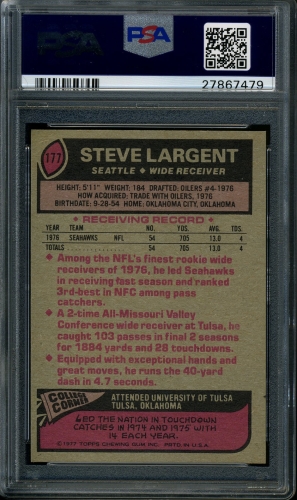 PSA
PSA
27867479
177
STEVE LARGENT
SEATTLE ♦ WIDE RECEIVER
HEIGHT: 5'11" WEIGHT: 184 DRAFTED: OILERS #4-1976
HOW ACQUIRED: TRADE WITH OILERS, 1976
BIRTHDATE: 9-28-54 HOME: OKLAHOMA CITY, OKLAHOMA
♦ RECEIVING RECORD ♦
YEAR TEAM NO. YDS. AVG. TDS.
1976 SEAHAWKS NFL 54 705 13.0 4
TOTALS 54 705 13.0 4
♦ Among the NFL's finest rookie wide
receivers of 1976, he led Seahawks
in receiving fast season and ranked
3rd-best in NFC among pass
catchers.
♦ A 2-time All-Missouri Valley
Conference wide receiver at Tulsa, he
caught 103 passes in final 2 seasons
for 1884 yards and 28 touchdowns.
♦ Equipped with exceptional hands and
great moves, he runs the 40-yard
dash in 4.7 seconds.
COLLEGE CORNER
ATTENDED UNIVERSITY OF TULSA
TULSA, OKLAHOMA
LED THE NATION IN TOUCHDOWN
CATCHES IN 1974 AND 1975 WITH
14 EACH YEAR.
© 1977 TOPPS CHEWING GUM, INC. PRTD. IN U.S.A.